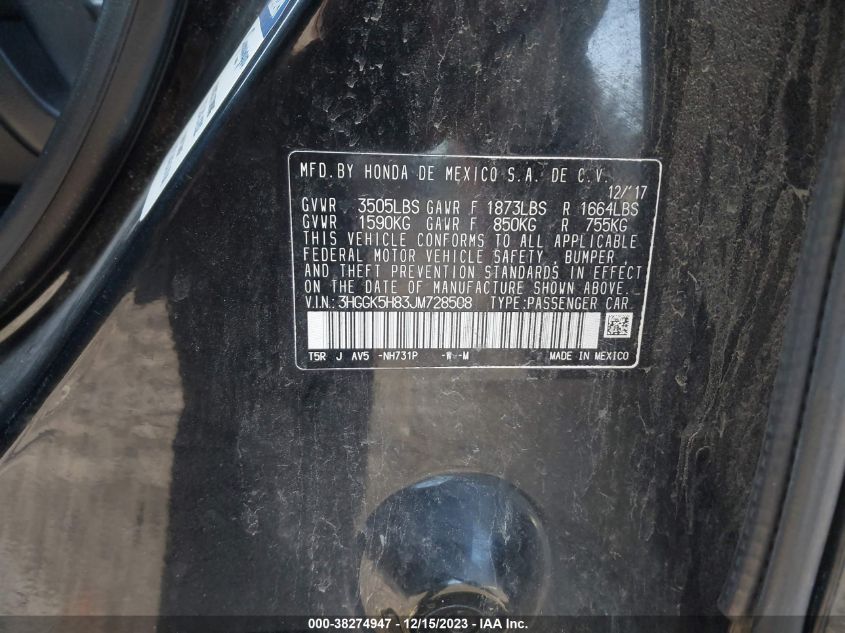 MFD.BY HONDA DE MEXICO S.A. DE C.V.
12/'17
GVWR 3505LBS GAWR F 1873LBS R 1664LBS
GVWR 1590KG GAWR F 850KG R 755KG
THIS VEHICLE CONFORMS TO ALL APPLICABLE
FEDERAL MOTOR VEHICLE SAFETY, BUMPER,
AND THEFT PREVENTION STANDARDS IN EFFECT
ON THE DATE OF MANUFACTURE SHOWN ABOVE.
V.I.N.: 3HGGK5H83JM728508 TYPE:PASSENGER CAR
T5R J AV5 -NH731P -W -M MADE IN MEXICO
000-38274947 - 12/15/2023 - IAA Inc.